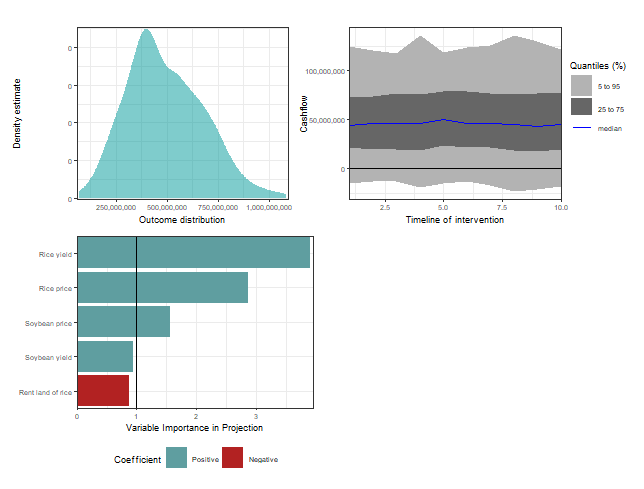 Density estimate
0
0
0
0
0
250,000,000 500,000,000 750,000,000 1,000,000,000
Outcome distribution
Cashflow
100,000,000
50,000,000
0
2.5 5.0 7.5 10.0
Timeline of intervention
Quantiles (%)
5 to 95
25 to 75
median
Rice yield
Rice price
Soybean price
Soybean yield
Rent land of rice
0 1 2 3
Variable Importance in Projection
Coefficient Positive Negative